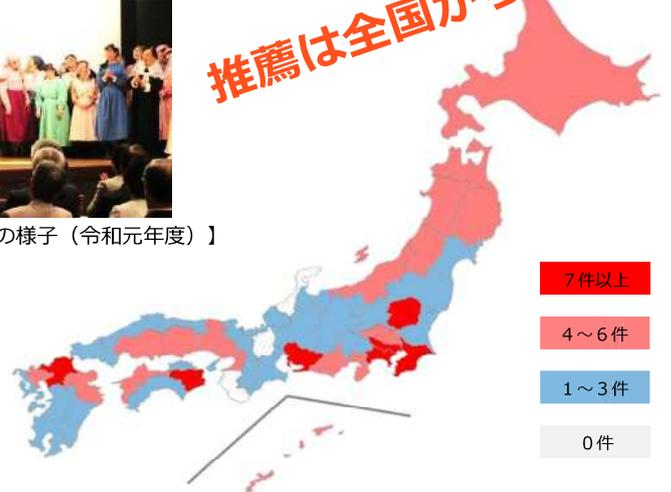 推薦は全国から
の様子（令和元年度）】
７件以上
４～６件
１～３件
０件